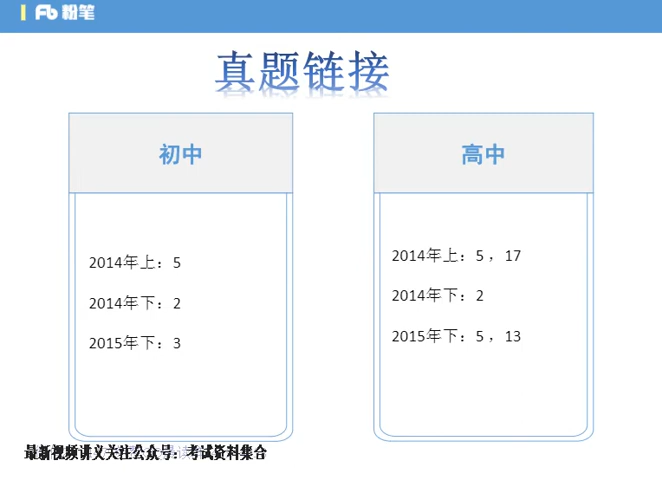 粉笔
真题链接
初中
2014年上：5
2014年下：2
2015年下：3
高中
2014年上：5 ，17
2014年下：2
2015年下：5 ，13
最新视频讲义关注公众号：考试资料集合